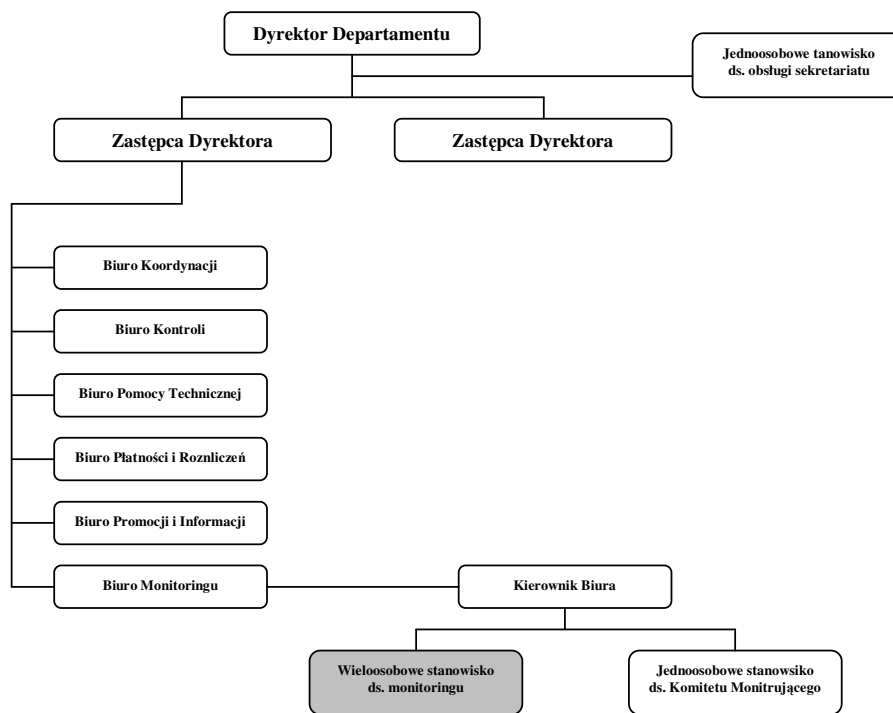 Dyrektor Departamentu
Jednoosobowe tanowisko
ds. obsługi sekretariatu
Zastępca Dyrektora
Zastępca Dyrektora
Biuro Koordynacji
Biuro Kontroli
Biuro Pomocy Technicznej
Biuro Płatności i Roznliczeń
Biuro Promocji i Informacji
Biuro Monitoringu
Kierownik Biura
Wieloosobowe stanowisko
ds. monitoringu
Jednoosobowe stanowsiko
ds. Komitetu Monitrującego